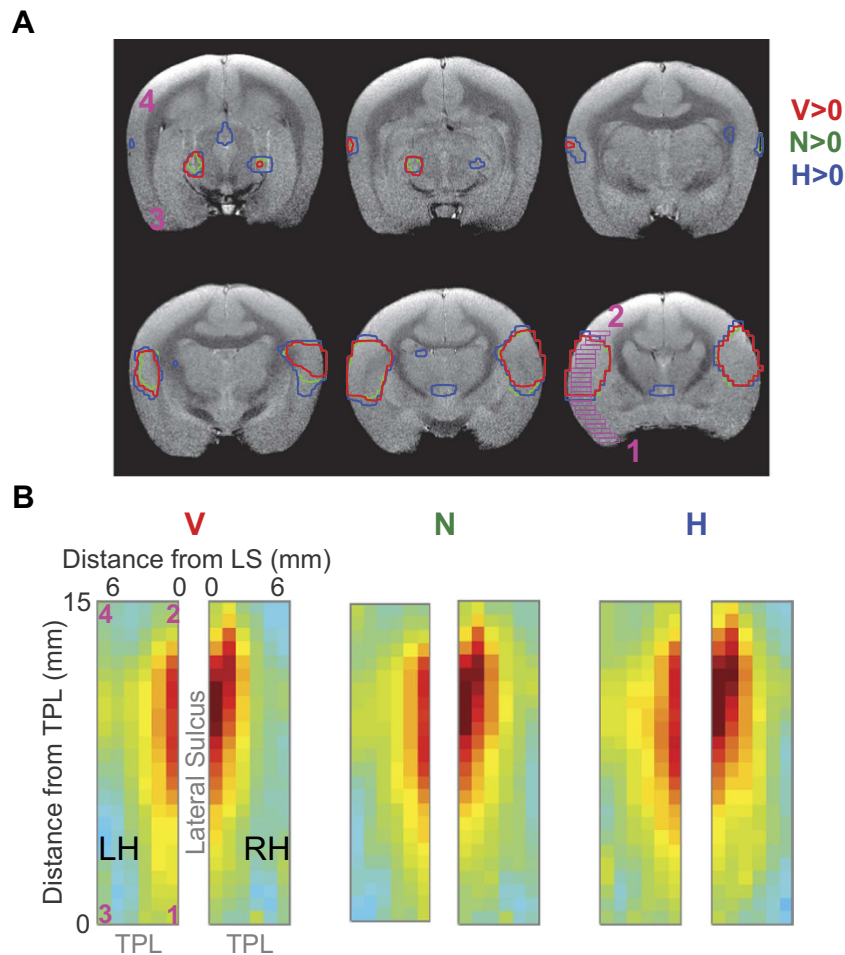 A
4
3
2
1
V>0
N>0
H>0
B
V
N
H
Distance from LS (mm)
6 0 0 6
15
0
Distance from TPL (mm)
4 2
3 1
LH
RH
Lateral Sulcus
TPL TPL